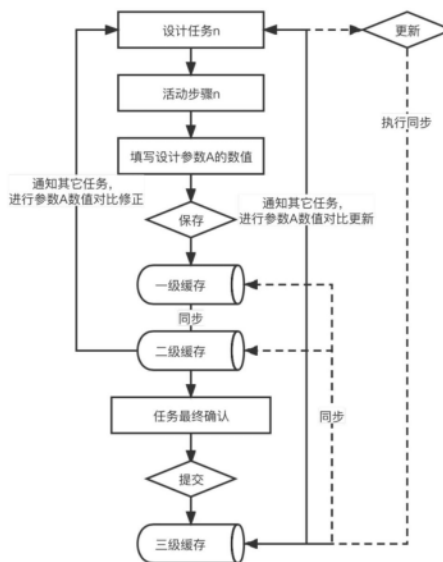 设计任务n
更新
活动步骤n
执行同步
填写设计参数A的数值
通知其它任务，
进行参数A数值对比修正
通知其它任务，
进行参数A数值对比更新
保存
一级缓存
同步
二级缓存
任务最终确认
同步
提交
三级缓存